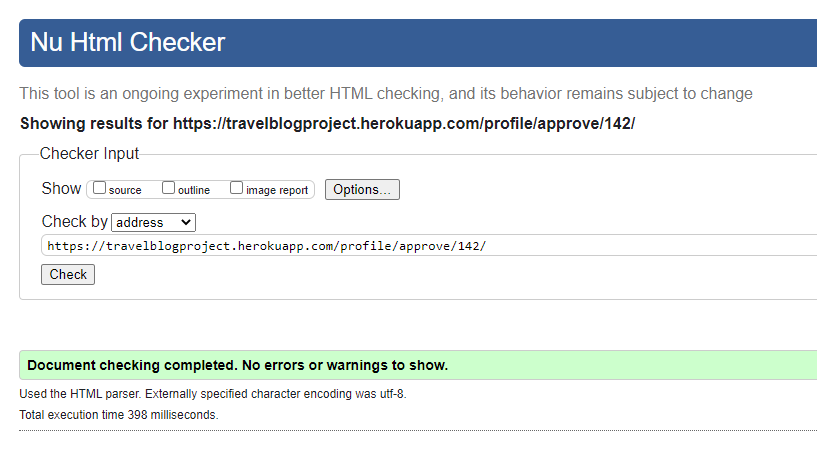 Nu Html Checker
This tool is an ongoing experiment in better HTML checking, and its behavior remains subject to change
Showing results for https://travelblogproject.herokuapp.com/profile/approve/142/
Checker Input
Show source outline image report Options...
Check by address
https://travelblogproject.herokuapp.com/profile/approve/142/
Check
Document checking completed. No errors or warnings to show.
Used the HTML parser. Externally specified character encoding was utf-8.
Total execution time 398 milliseconds.